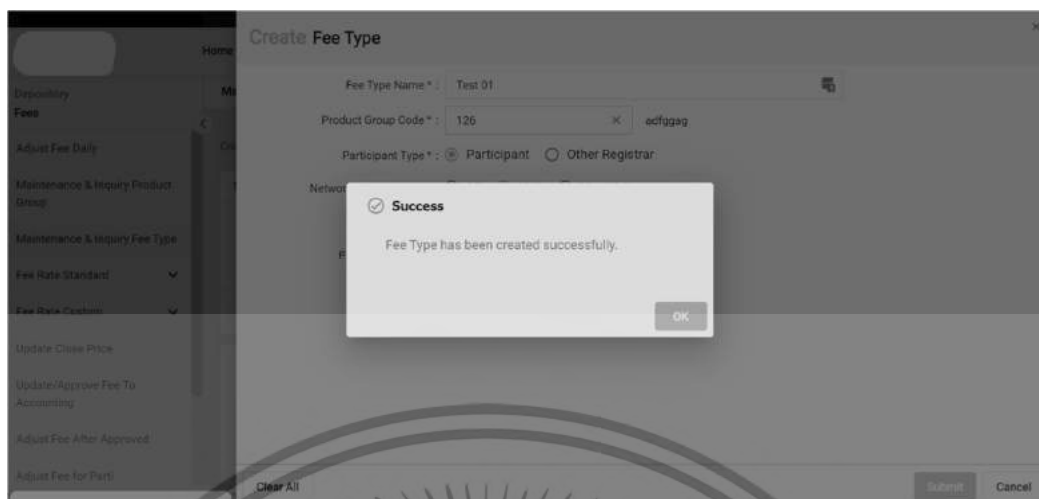 Create Fee Type
×
Home
Depository
Fees
Fee Type Name * : Test 01
Product Group Code * : 126 × adfggag
Participant Type * : Participant Other Registrar
Adjust Fee Daily
Maintenance & Inquiry Product
Group
Maintenance & Inquiry Fee Type
Fee Rate Standard
Fee Rate Custom
Update Close Price
Update/Approve Fee To
Accounting
Adjust Fee After Approved
Adjust Fee for Parti
Networ
F
Success
Fee Type has been created successfully.
OK
Clear All
Submit
Cancel